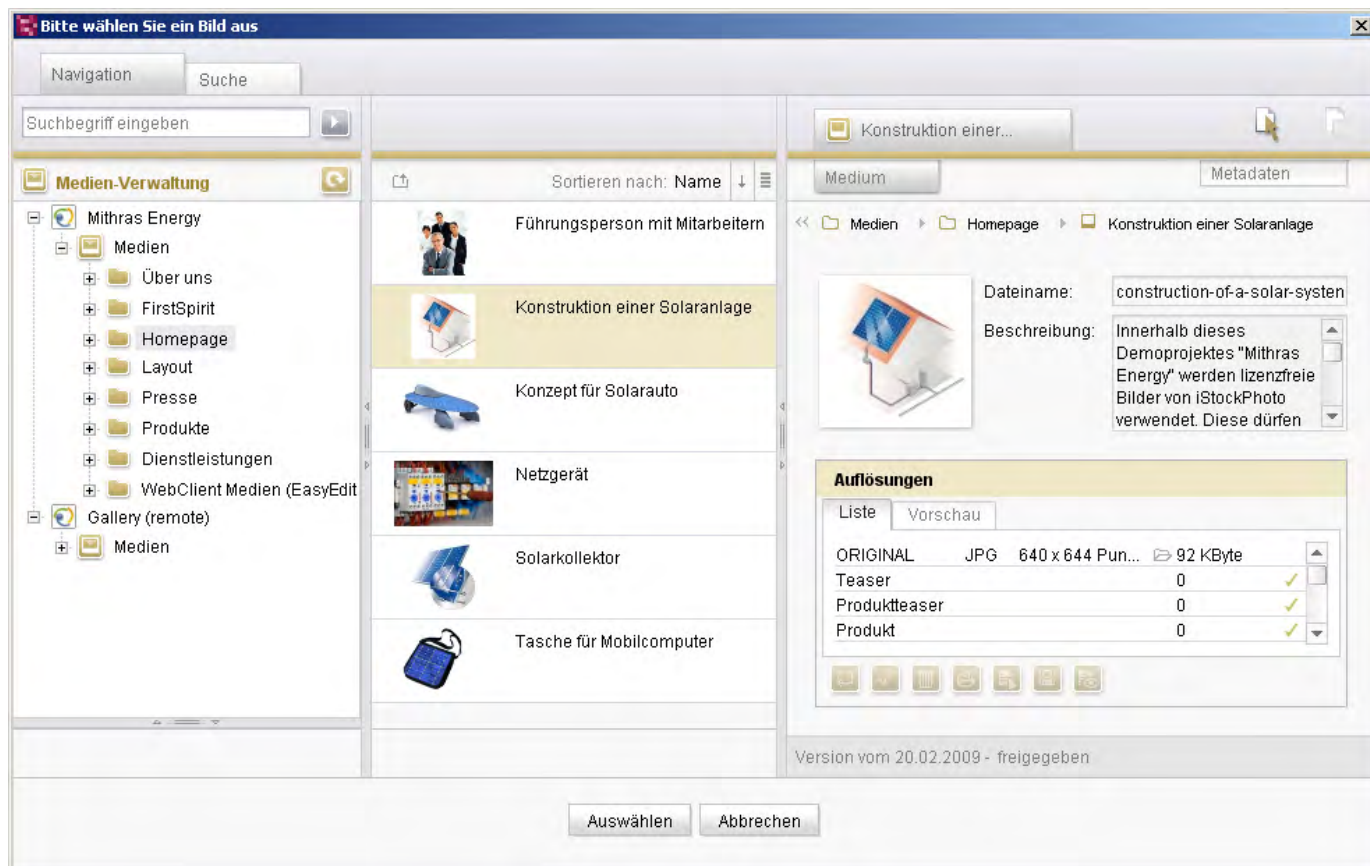 Bitte wählen Sie ein Bild aus
Navigation
Suche
Suchbegriff eingeben
Konstruktion einer...
Medien-Verwaltung
Sortieren nach: Name
Medium
Metadaten
Mithras Energy
Medien
Über uns
FirstSpirit
Homepage
Layout
Presse
Produkte
Dienstleistungen
WebClient Medien (EasyEdit
Gallery (remote)
Medien
Führungsperson mit Mitarbeitern
Konstruktion einer Solaranlage
Konzept für Solarauto
Netzgerät
Solarkollektor
Tasche für Mobilcomputer
Medien Homepage Konstruktion einer Solaranlage
Dateiname: construction-of-a-solar-systen
Beschreibung: Innerhalb dieses
Demoprojektes "Mithras
Energy" werden lizenzfreie
Bilder von iStockPhoto
verwendet. Diese dürfen
Auflösungen
Liste Vorschau
ORIGINAL JPG 640 x 644 Pun... 92 KByte
Teaser 0
Produktteaser 0
Produkt 0
Version vom 20.02.2009 - freigegeben
Auswählen Abbrechen